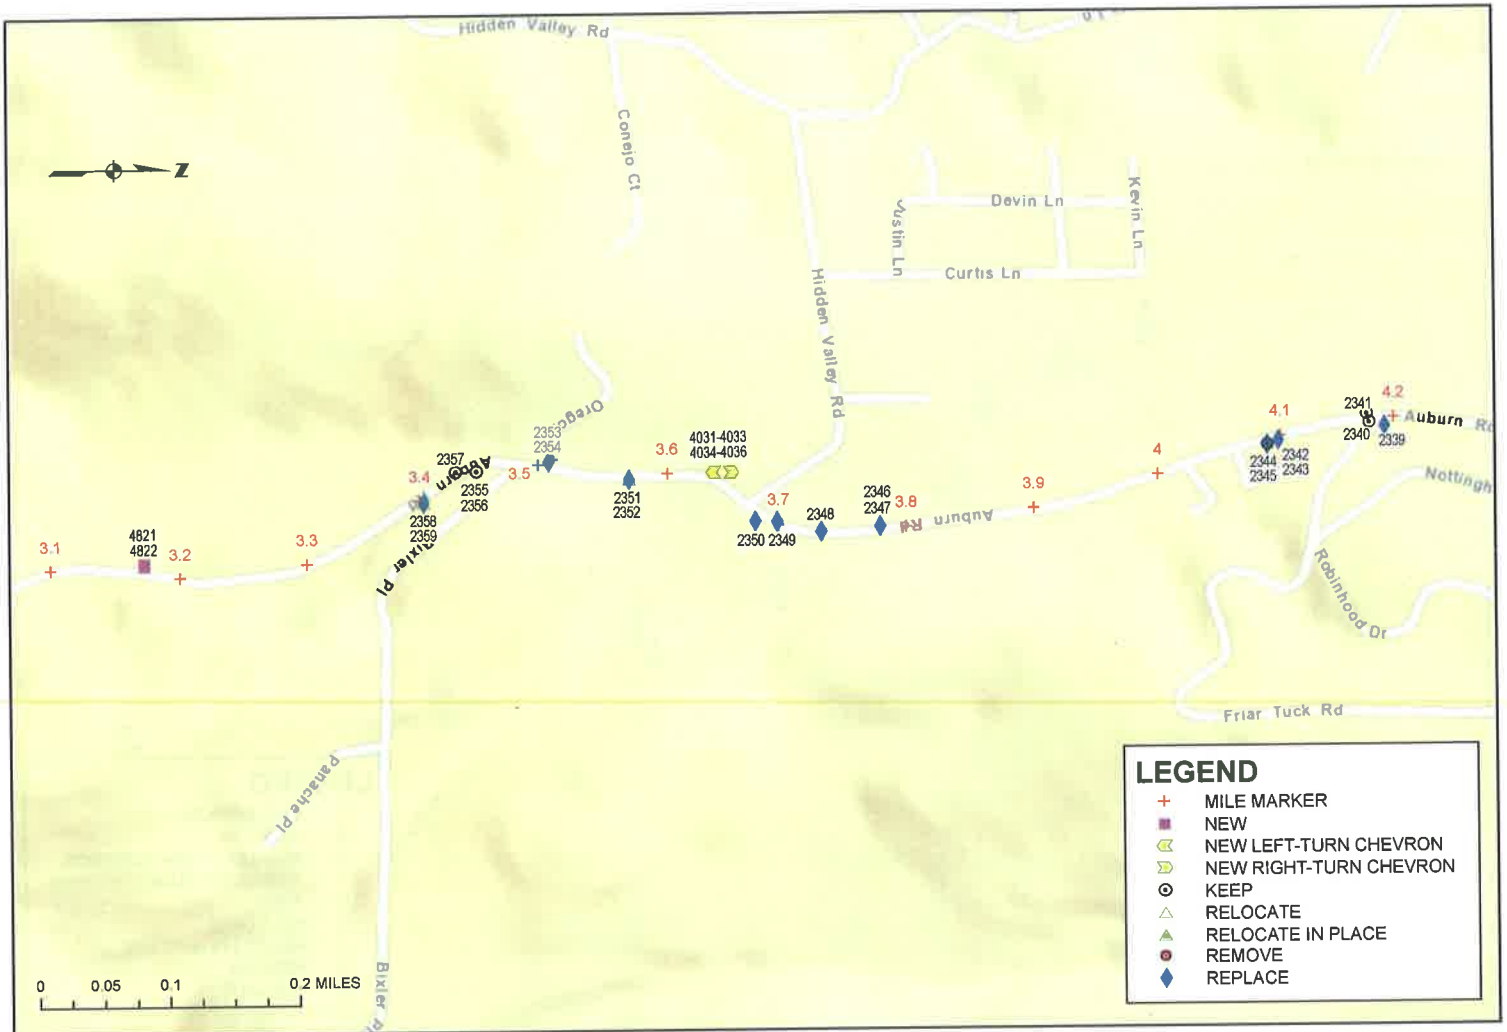 Hidden Valley Rd
Conejo Ct
Z
Devin Ln
Kevin Ln
Justin Ln
Curtis Ln
Hidden Valley Rd
4.2
2341
Auburn Rd
4.1
2340
2339
2342
2343
2344
2345
2353
2354
3.6
4031-4033
4034-4036
2357
Auburn Rd
3.5
3.4
2355
2356
2351
2352
4
Nottingh
2358
2359
3.7
2346
2347
3.8
3.9
2348
Auburn Rd
2350
2349
4821
4822
3.1
3.2
3.3
Bixler Pl
Robinhood Dr
Friar Tuck Rd
Panache Pl
Bixler Pl
LEGEND
MILE MARKER
NEW
NEW LEFT-TURN CHEVRON
NEW RIGHT-TURN CHEVRON
KEEP
RELOCATE
RELOCATE IN PLACE
REMOVE
REPLACE
0 0.05 0.1 0.2 MILES